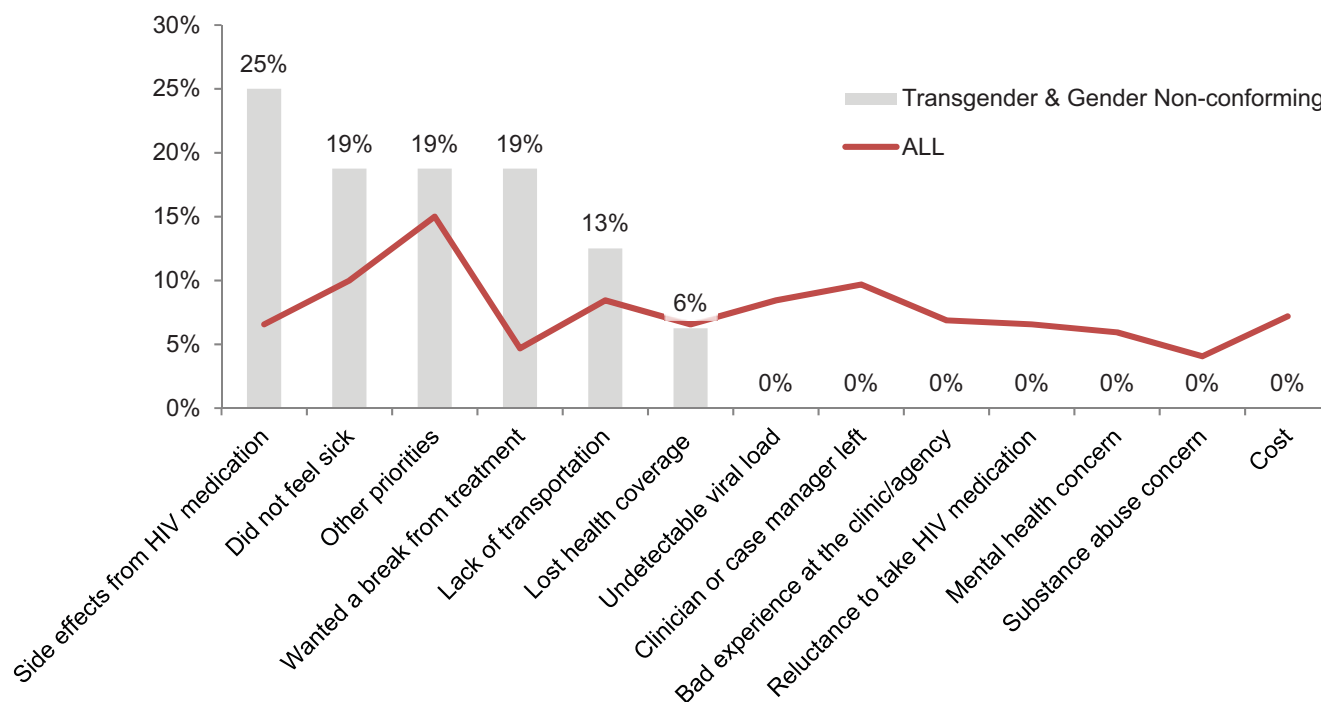 30%
25%
20%
15%
10%
5%
0%
25%
19%
19%
19%
13%
6%
0%
0%
0%
0%
0%
0%
0%
Transgender & Gender Non-conforming
ALL
Side effects from HIV medication
Did not feel sick
Other priorities
Wanted a break from treatment
Lack of transportation
Lost health coverage
Undetectable viral load
Clinician or case manager left
Bad experience at the clinic/agency
Reluctance to take HIV medication
Mental health concern
Substance abuse concern
Cost